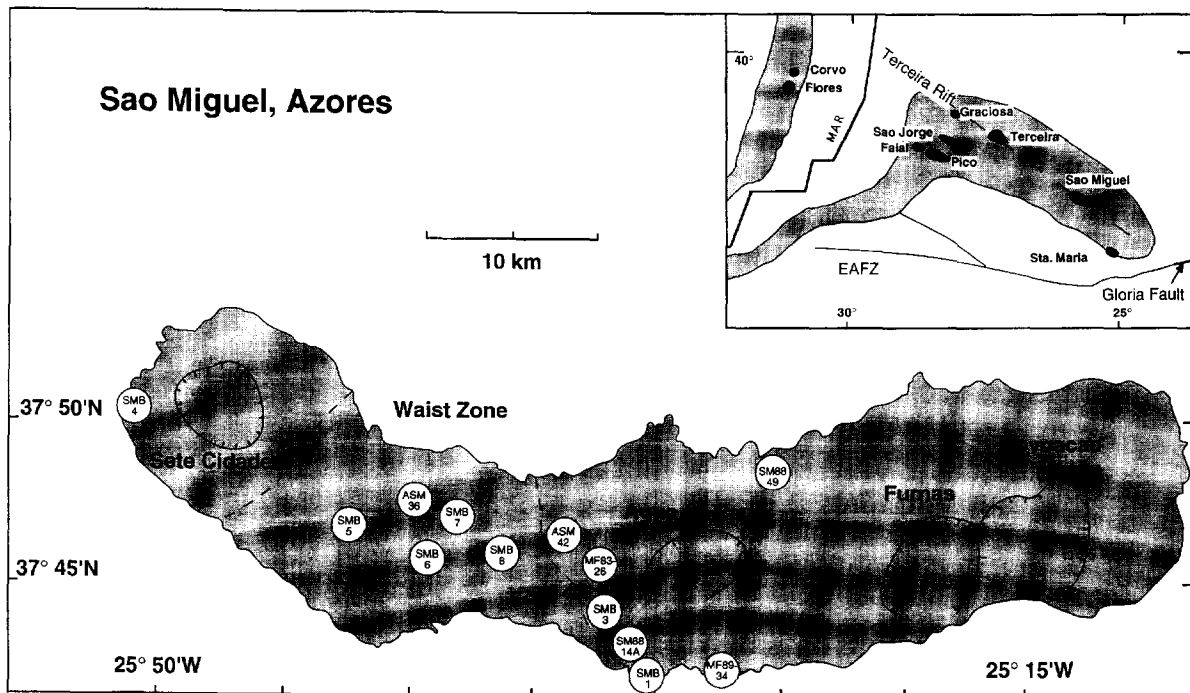 Sao Miguel, Azores
10 km
40°
Corvo
Flores
MAR
Terceira Rift
Graciosa
Sao Jorge
Terceira
Faial
Pico
Sao Miguel
Sta. Maria
EAFZ
Gloria Fault
30°
25°
37° 50'N
SMB
4
Waist Zone
Sete Cidade
SM88
49
Furnas
ASM
36
SMB
7
SMB
5
ASM
42
SMB
6
SMB
8
MF83-
26
37° 45'N
SMB
3
SM88
14A
SMB
1
MF89-
34
25° 50'W
25° 15'W